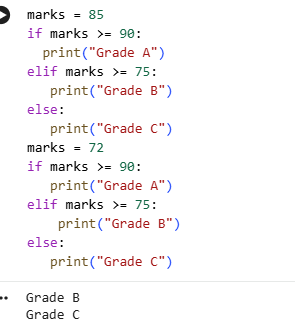 marks = 85
if marks >= 90:
  print("Grade A")
elif marks >= 75:
   print("Grade B")
else:
   print("Grade C")
marks = 72
if marks >= 90:
   print("Grade A")
elif marks >= 75:
    print("Grade B")
else:
   print("Grade C")
Grade B
Grade C